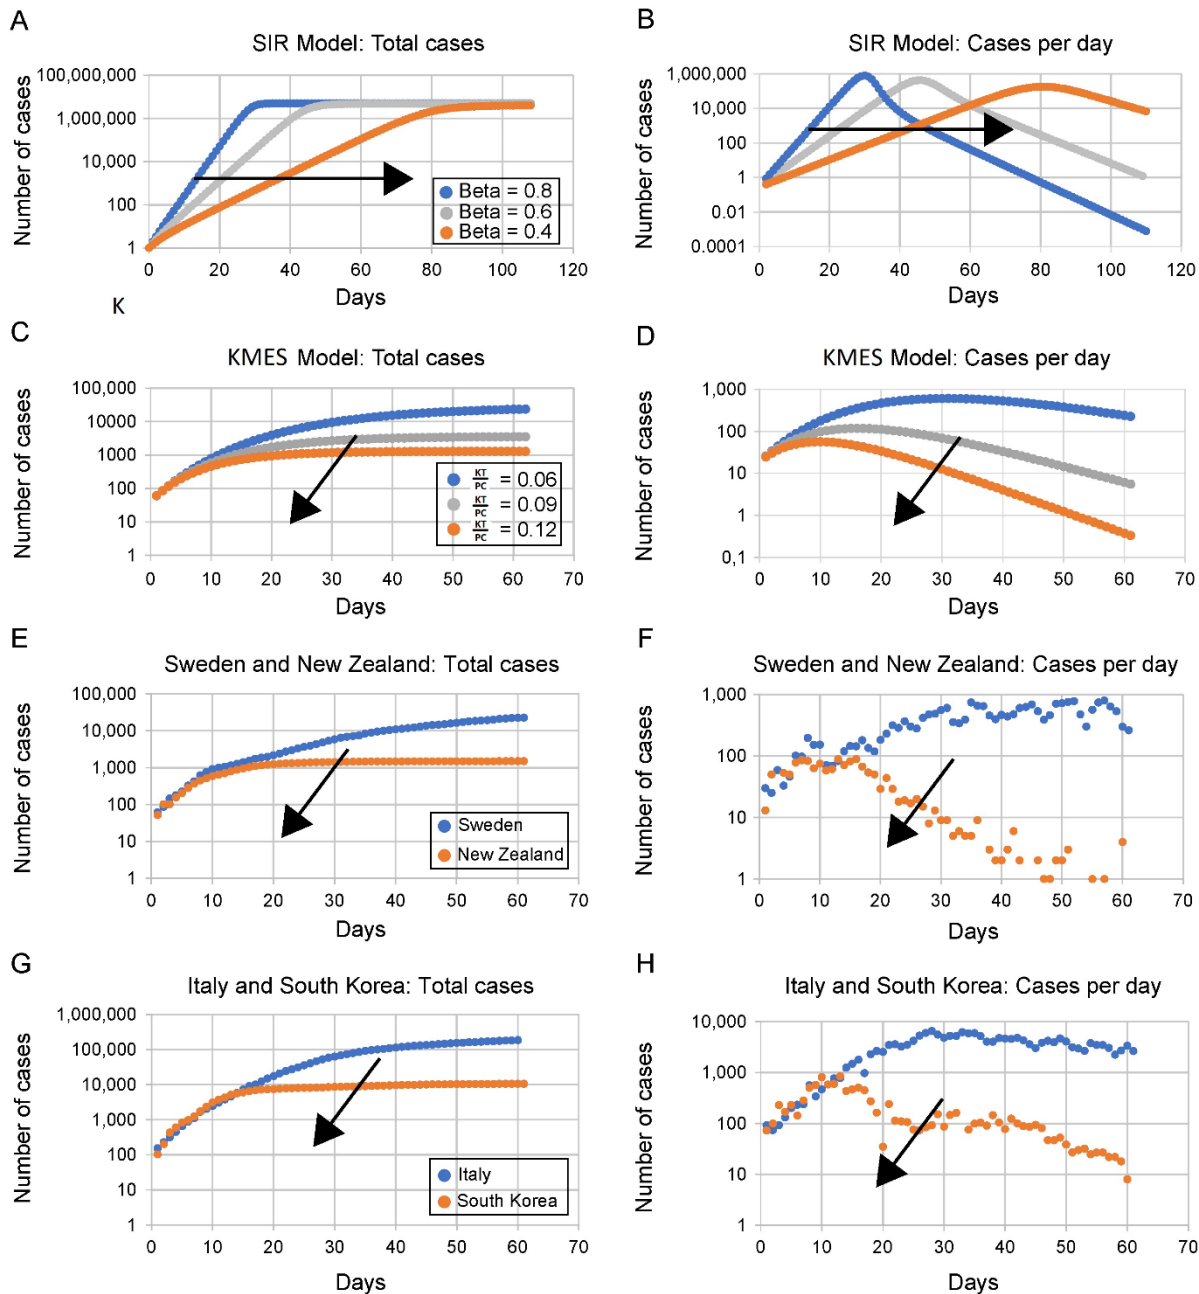 A
SIR Model: Total cases
Number of cases
100,000,000
1,000,000
10,000
100
1
0 20 40 60 80 100 120
Days
Beta = 0.8
Beta = 0.6
Beta = 0.4
B
SIR Model: Cases per day
Number of cases
1,000,000
10,000
100
1
0.01
0.0001
0 20 40 60 80 100 120
Days
K
C
KMES Model: Total cases
Number of cases
100,000
10000
1000
100
10
1
0 10 20 30 40 50 60 70
Days
KT/PC = 0.06
KT/PC = 0.09
KT/PC = 0.12
D
KMES Model: Cases per day
Number of cases
1,000
100
10
1
0,1
0 10 20 30 40 50 60 70
Days
E
Sweden and New Zealand: Total cases
Number of cases
100,000
10,000
1,000
100
10
1
0 10 20 30 40 50 60 70
Days
Sweden
New Zealand
F
Sweden and New Zealand: Cases per day
Number of cases
1,000
100
10
1
0 10 20 30 40 50 60 70
Days
G
Italy and South Korea: Total cases
Number of cases
1,000,000
100,000
10,000
1,000
100
10
1
0 10 20 30 40 50 60 70
Days
Italy
South Korea
H
Italy and South Korea: Cases per day
Number of cases
10,000
1,000
100
10
1
0 10 20 30 40 50 60 70
Days